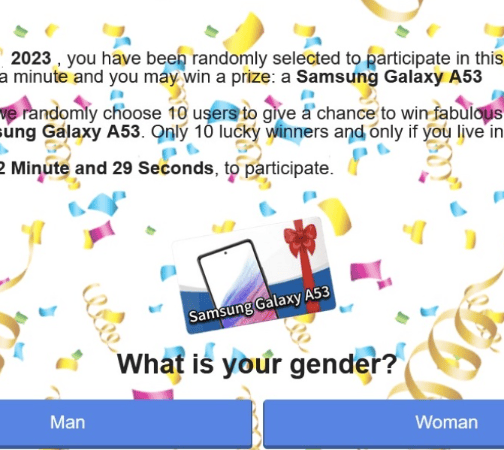 2023 , you have been randomly selected to participate in this
a minute and you may win a prize: a Samsung Galaxy A53
we randomly choose 10 users to give a chance to win fabulous
sung Galaxy A53. Only 10 lucky winners and only if you live in
2 Minute and 29 Seconds, to participate.
Samsung Galaxy A53
What is your gender?
Man
Woman